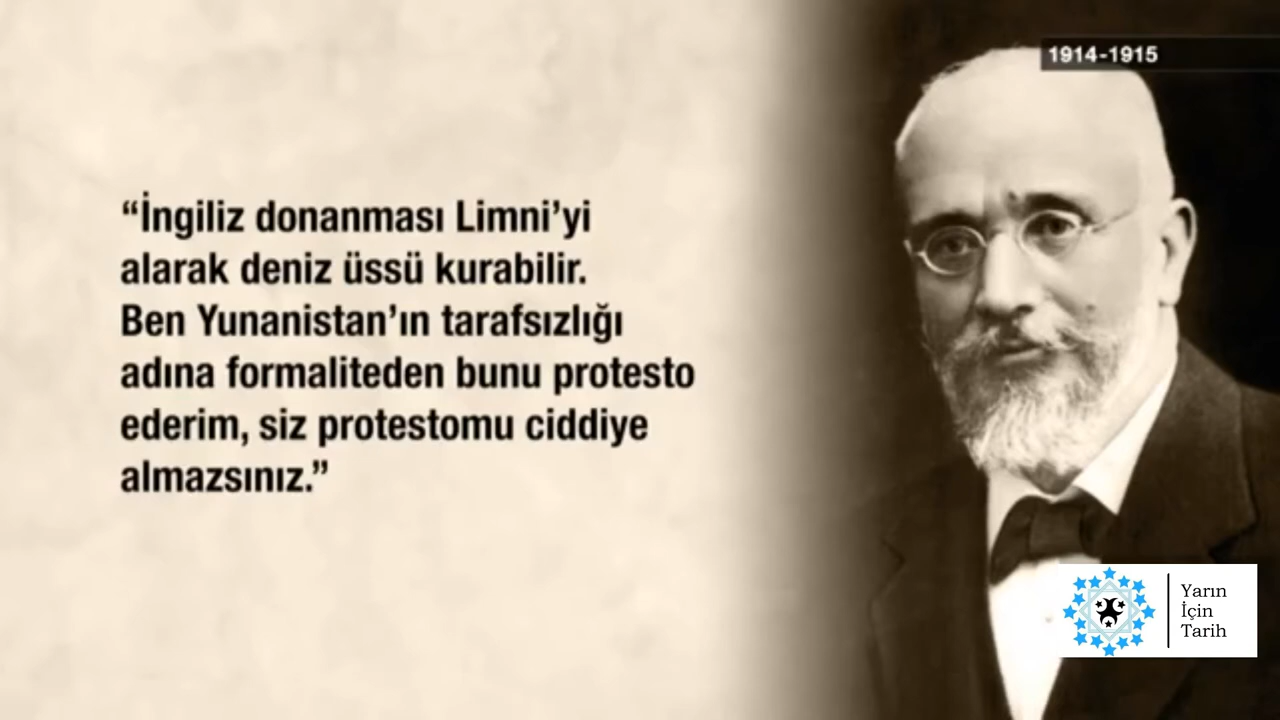 1914-1915
“İngiliz donanması Limni’yi
alarak deniz üssü kurabilir.
Ben Yunanistan’ın tarafsızlığı
adına formaliteden bunu protesto
ederim, siz protestomu ciddiye
almazsınız.”
Yarın
İçin
Tarih